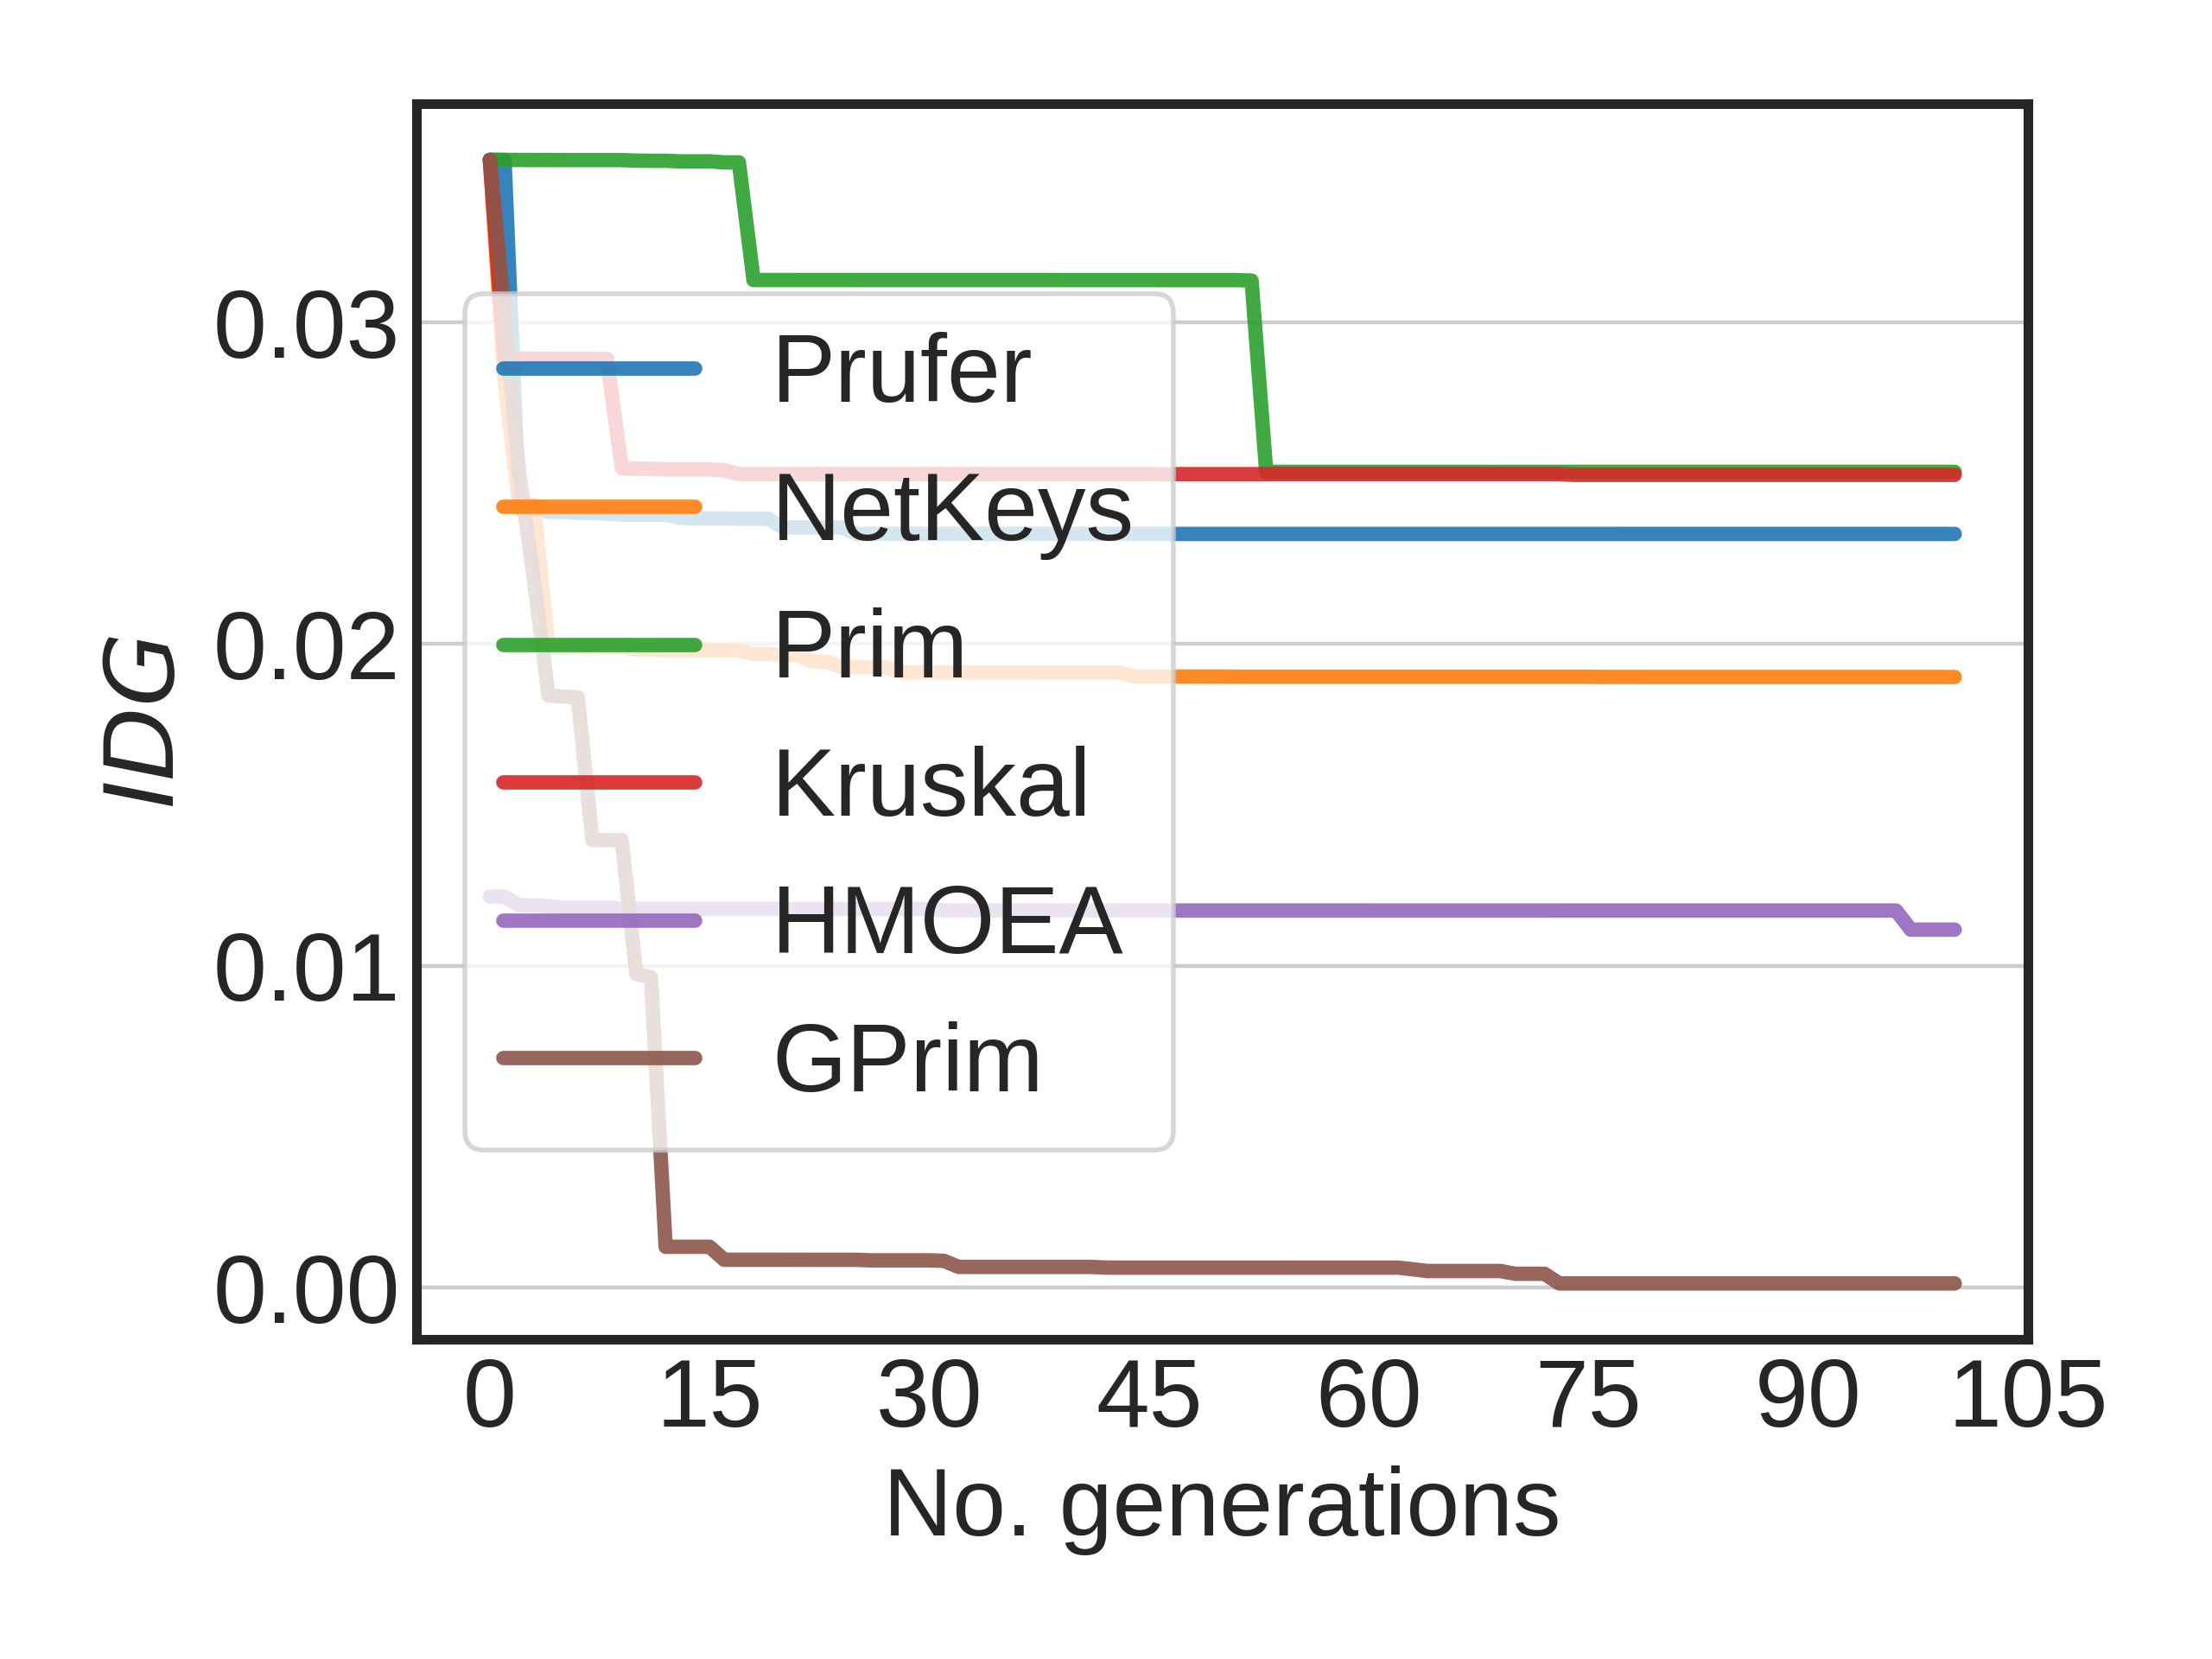 IDG
0.03
0.02
0.01
0.00
Prufer
NetKeys
Prim
Kruskal
HMOEA
GPrim
0 15 30 45 60 75 90 105
No. generations